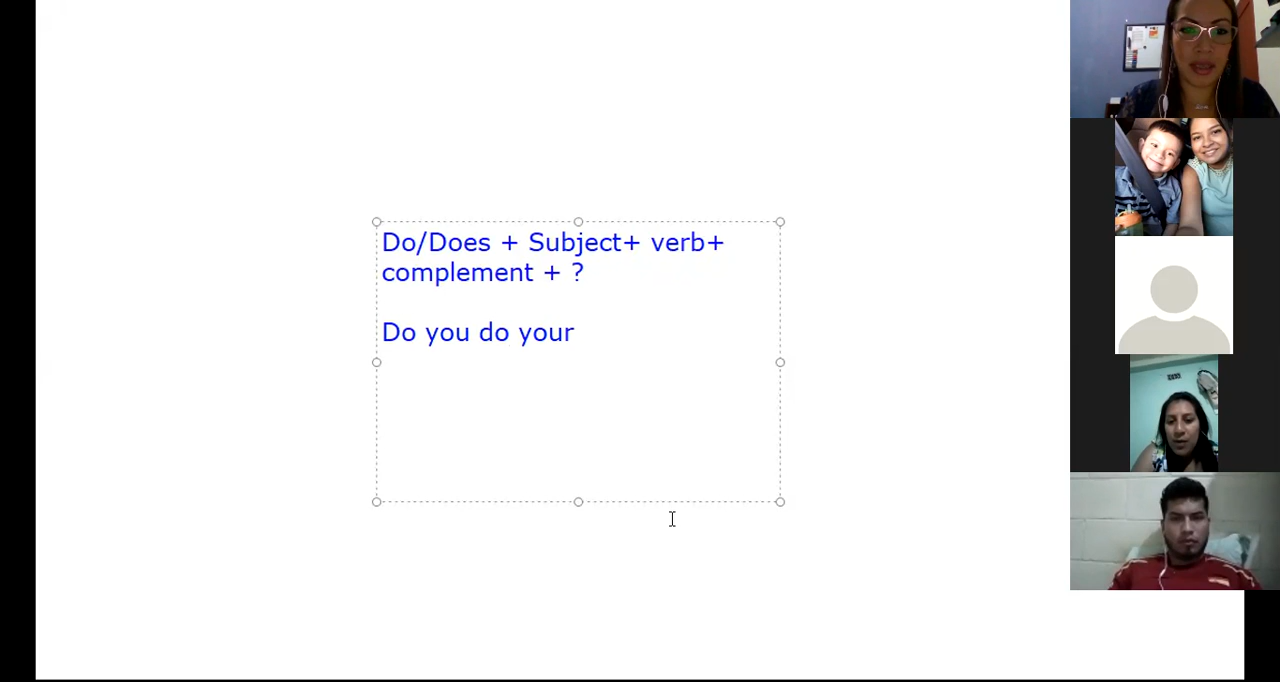 Do/Does + Subject+ verb+
complement + ?
Do you do your